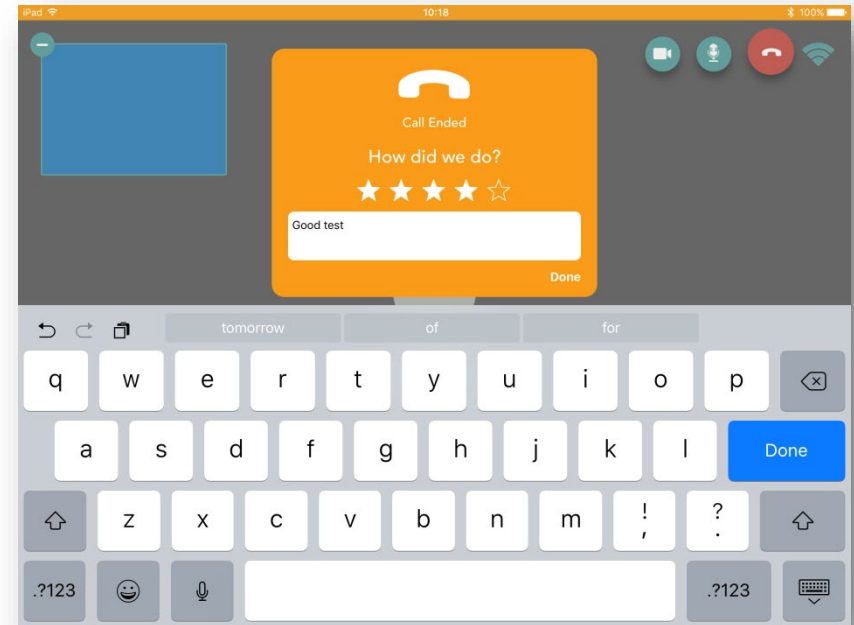 iPad 10:18 100%
Call Ended
How did we do?
Good test
Done
tomorrow of for
q w e r t y u i o p
a s d f g h j k l Done
z x c v b n m ! , ? .
.?123 .?123